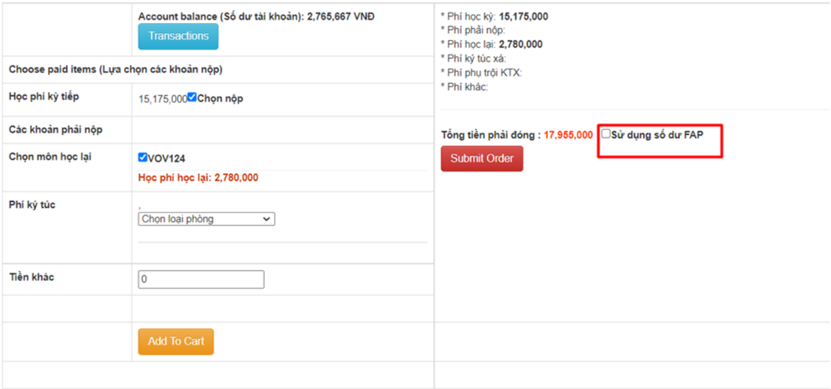 Account balance (Số dư tài khoản): 2,765,667 VNĐ
Transactions
Choose paid items (Lựa chọn các khoản nộp)
Học phí kỳ tiếp
15,175,000 Chọn nộp
Các khoản phải nộp
Chọn môn học lại
VOV124
Học phí học lại: 2,780,000
Phí ký túc
.
Chọn loại phòng
Tiền khác
0
Add To Cart
* Phí học kỳ: 15,175,000
* Phí phải nộp:
* Phí học lại: 2,780,000
* Phí ký túc xá:
* Phí phụ trội KTX:
* Phí khác:
Tổng tiền phải đóng : 17,955,000 Sử dụng số dư FAP
Submit Order